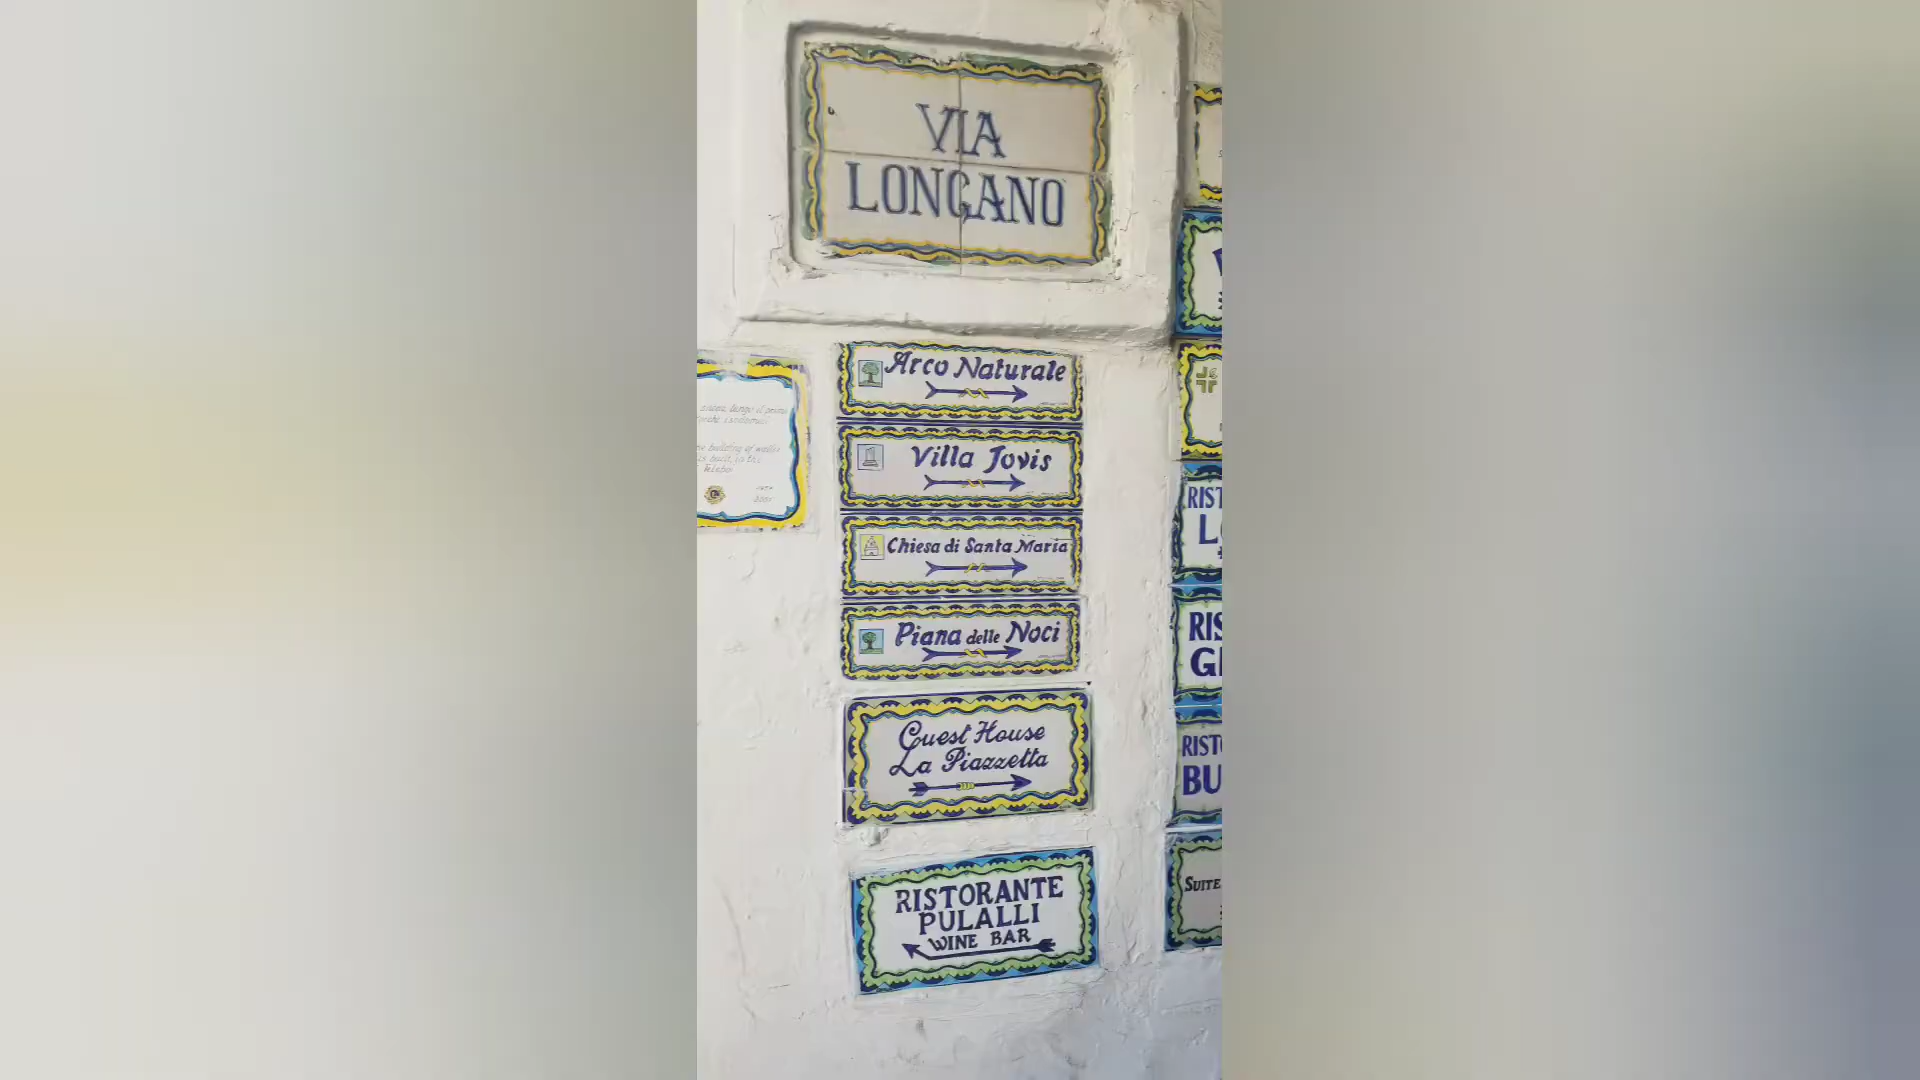 VIA
LONGANO
Arco Naturale
Villa Jovis
Chiesa di Santa Maria
Piana delle Noci
Guest House
La Piazzetta
RISTORANTE
PULALLI
WINE BAR
RIST
L
RIS
G
RIST
BU
SUITE